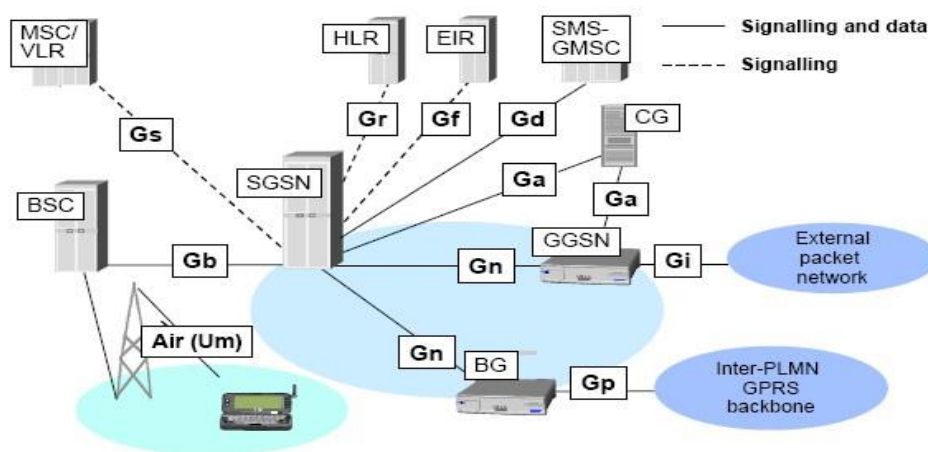 MSC/
VLR
HLR
EIR
SMS-
GMSC
Signalling and data
Signalling
Gs
Gr
Gf
Gd
CG
SGSN
Ga
Ga
BSC
GGSN
Gb
Gn
Gi
External
packet
network
Air (Um)
Gn
BG
Gp
Inter-PLMN
GPRS
backbone